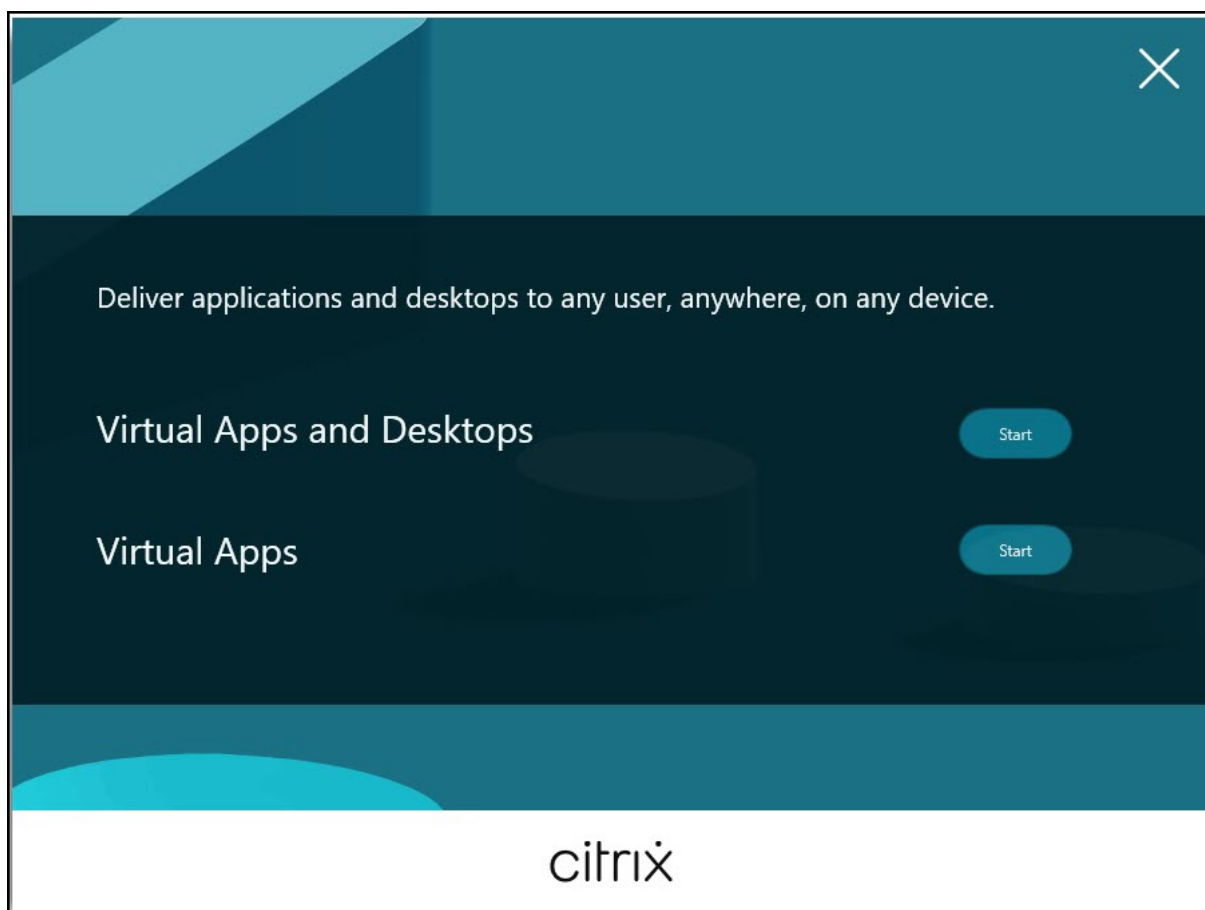 Deliver applications and desktops to any user, anywhere, on any device.
Virtual Apps and Desktops
Start
Virtual Apps
Start
citrix